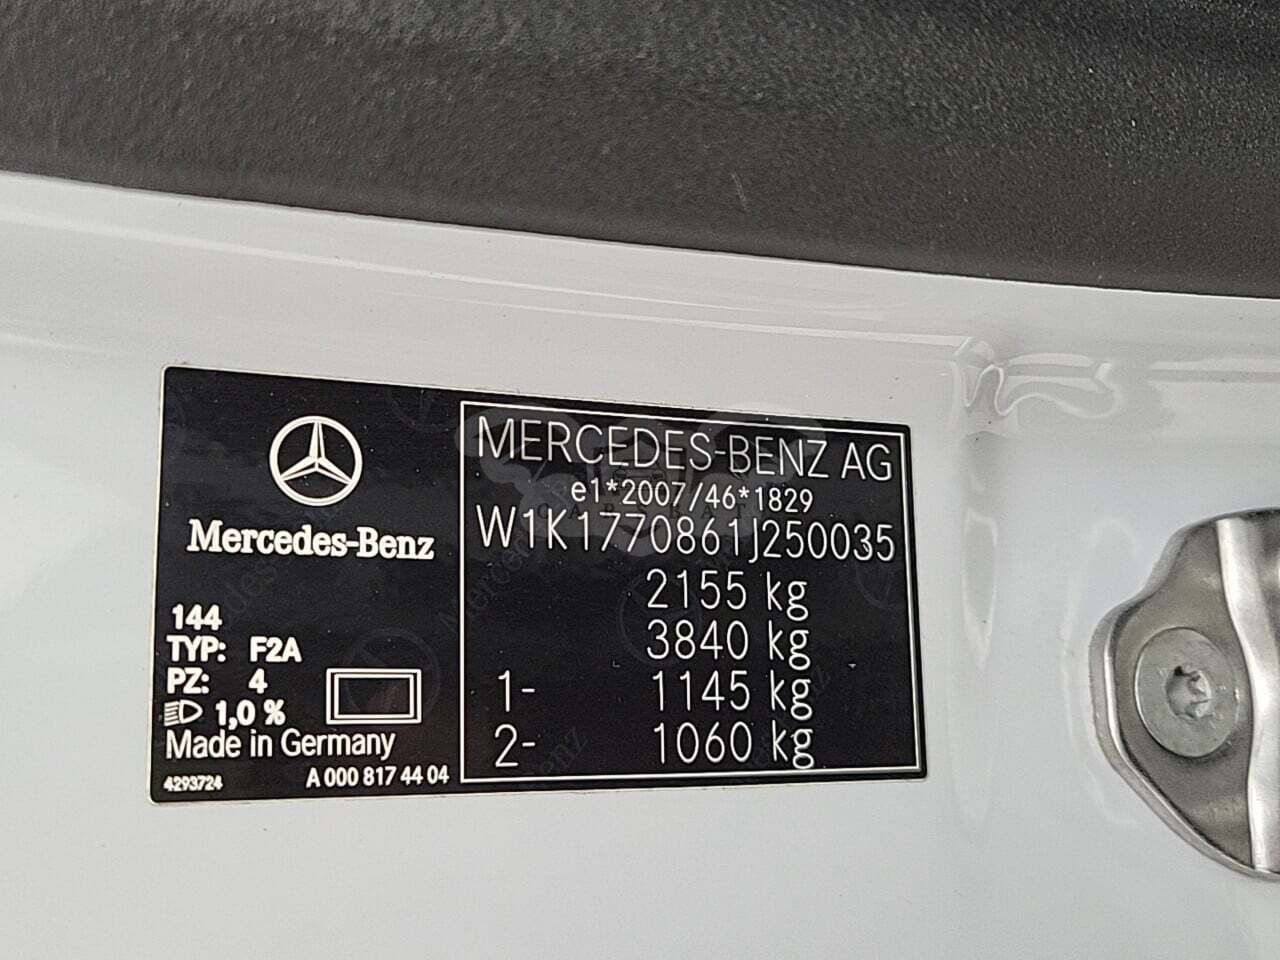 Mercedes-Benz
144
TYP: F2A
PZ: 4
1,0 %
Made in Germany
4293724 A 000 817 44 04
MERCEDES-BENZ AG
e1*2007/46*1829
W1K1770861J250035
2155 kg
3840 kg
1- 1145 kg
2- 1060 kg